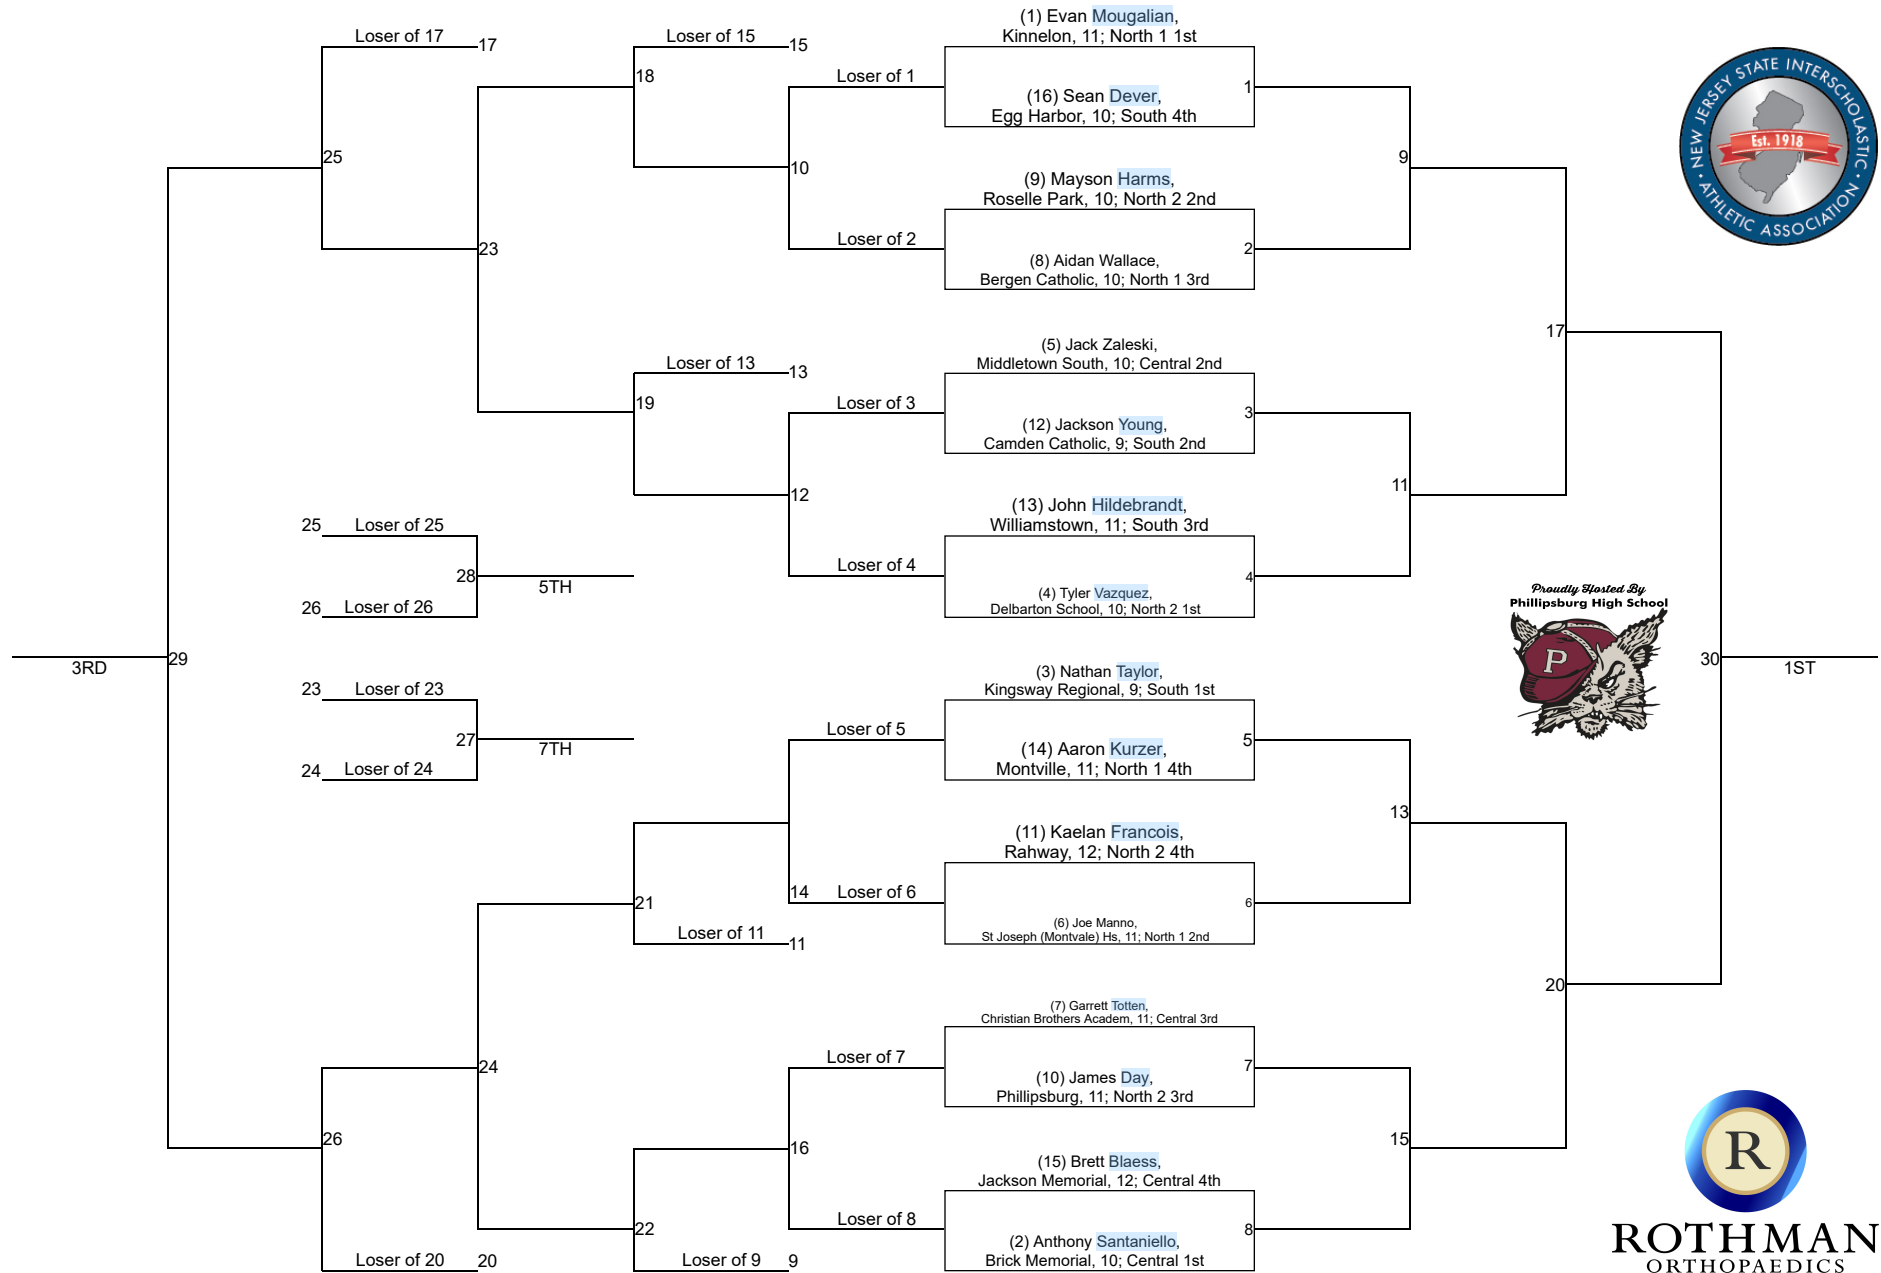 (1) Evan Mougalian,
Kinnelon, 11; North 1 1st
Loser of 17
17
Loser of 15
15
18
Loser of 1
1
(16) Sean Dever,
Egg Harbor, 10; South 4th
25
10
9
(9) Mayson Harms,
Roselle Park, 10; North 2 2nd
23
Loser of 2
2
(8) Aidan Wallace,
Bergen Catholic, 10; North 1 3rd
17
(5) Jack Zaleski,
Middletown South, 10; Central 2nd
Loser of 13
13
19
Loser of 3
3
(12) Jackson Young,
Camden Catholic, 9; South 2nd
12
11
(13) John Hildebrandt,
Williamstown, 11; South 3rd
25
Loser of 25
Loser of 4
4
28
5TH
(4) Tyler Vazquez,
Delbarton School, 10; North 2 1st
26
Loser of 26
3RD
29
30
1ST
(3) Nathan Taylor,
Kingsway Regional, 9; South 1st
23
Loser of 23
Loser of 5
5
27
7TH
(14) Aaron Kurzer,
Montville, 11; North 1 4th
24
Loser of 24
13
(11) Kaelan Francois,
Rahway, 12; North 2 4th
21
14
Loser of 6
6
(6) Joe Manno,
St Joseph (Montvale) Hs, 11; North 1 2nd
Loser of 11
11
20
(7) Garrett Totten,
Christian Brothers Academ, 11; Central 3rd
24
Loser of 7
7
(10) James Day,
Phillipsburg, 11; North 2 3rd
26
16
15
(15) Brett Blaess,
Jackson Memorial, 12; Central 4th
22
Loser of 8
8
(2) Anthony Santaniello,
Brick Memorial, 10; Central 1st
Loser of 20
20
Loser of 9
9
NEW JERSEY STATE INTERSCHOLASTIC
Est. 1918
ATHLETIC ASSOCIATION
Proudly Hosted By
Phillipsburg High School
P
R
ROTHMAN
ORTHOPAEDICS